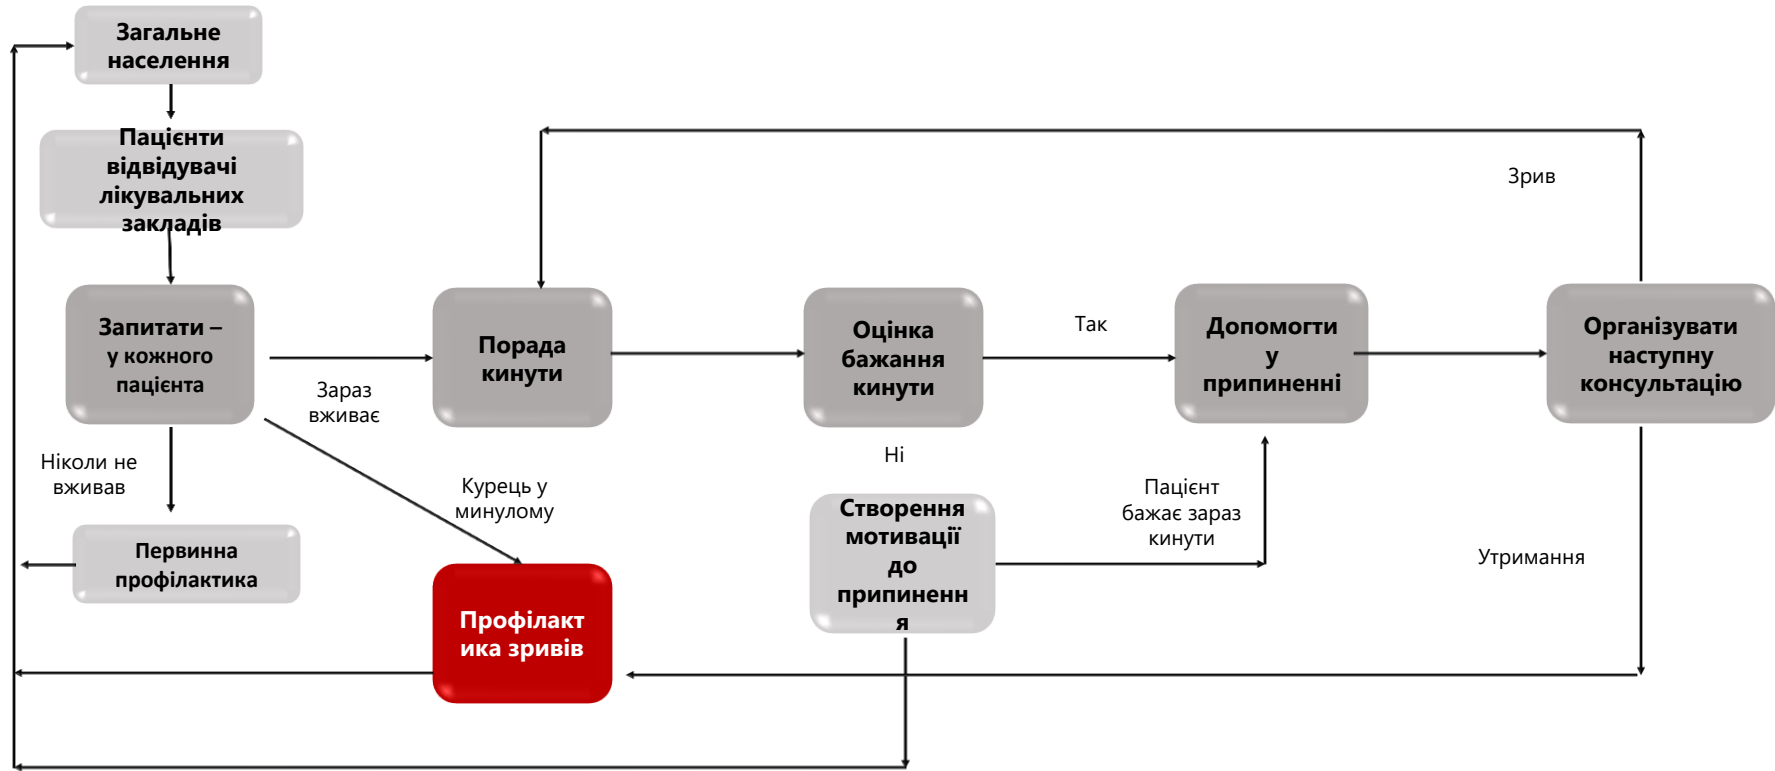 Загальне
населення
Пацієнти
відвідувачі
лікувальних
закладів
Зрив
Запитати –
у кожного
пацієнта
Зараз
вживає
Порада
кинути
Оцінка
бажання
кинути
Так
Допомогти
у
припиненні
Організувати
наступну
консультацію
Ніколи не
вживав
Курець у
минулому
Ні
Пацієнт
бажає зараз
кинути
Первинна
профілактика
Профілакт
ика зривів
Створення
мотивації
до
припиненн
я
Утримання